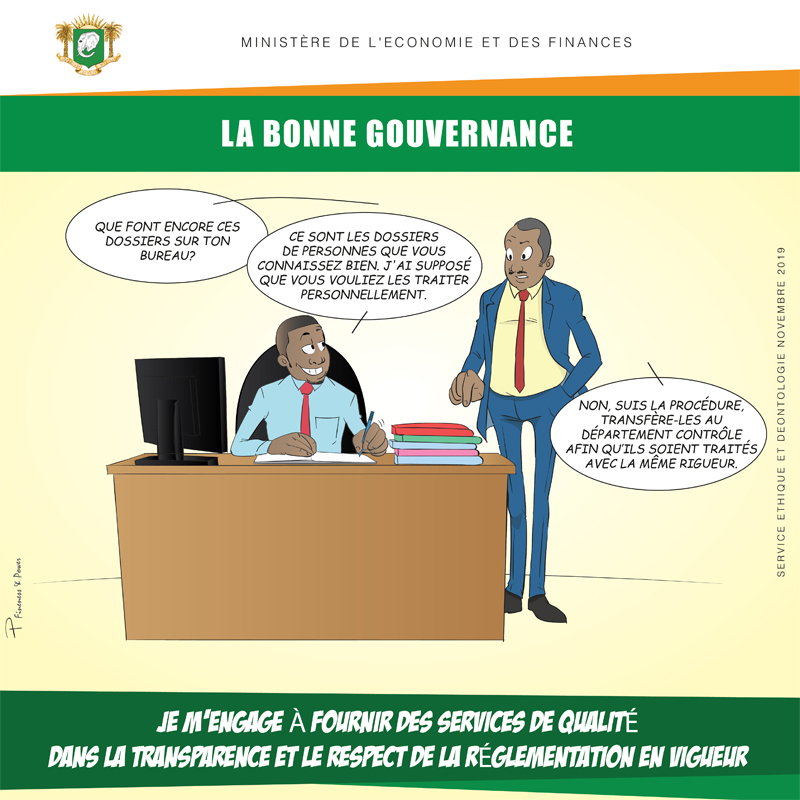 MINISTÈRE DE L'ECONOMIE ET DES FINANCES
LA BONNE GOUVERNANCE
QUE FONT ENCORE CES
DOSSIERS SUR TON
BUREAU?
CE SONT LES DOSSIERS
DE PERSONNES QUE VOUS
CONNAISSEZ BIEN. J'AI SUPPOSÉ
QUE VOUS VOULIEZ LES TRAITER
PERSONNELLEMENT.
NON, SUIS LA PROCÉDURE,
TRANSFÈRE-LES AU
DÉPARTEMENT CONTRÔLE
AFIN QU'ILS SOIENT TRAITÉS
AVEC LA MÊME RIGUEUR.
SERVICE ETHIQUE ET DEONTOLOGIE NOVEMBRE 2019
Fineness & Power
JE M'ENGAGE À FOURNIR DES SERVICES DE QUALITÉ
DANS LA TRANSPARENCE ET LE RESPECT DE LA RÉGLEMENTATION EN VIGUEUR